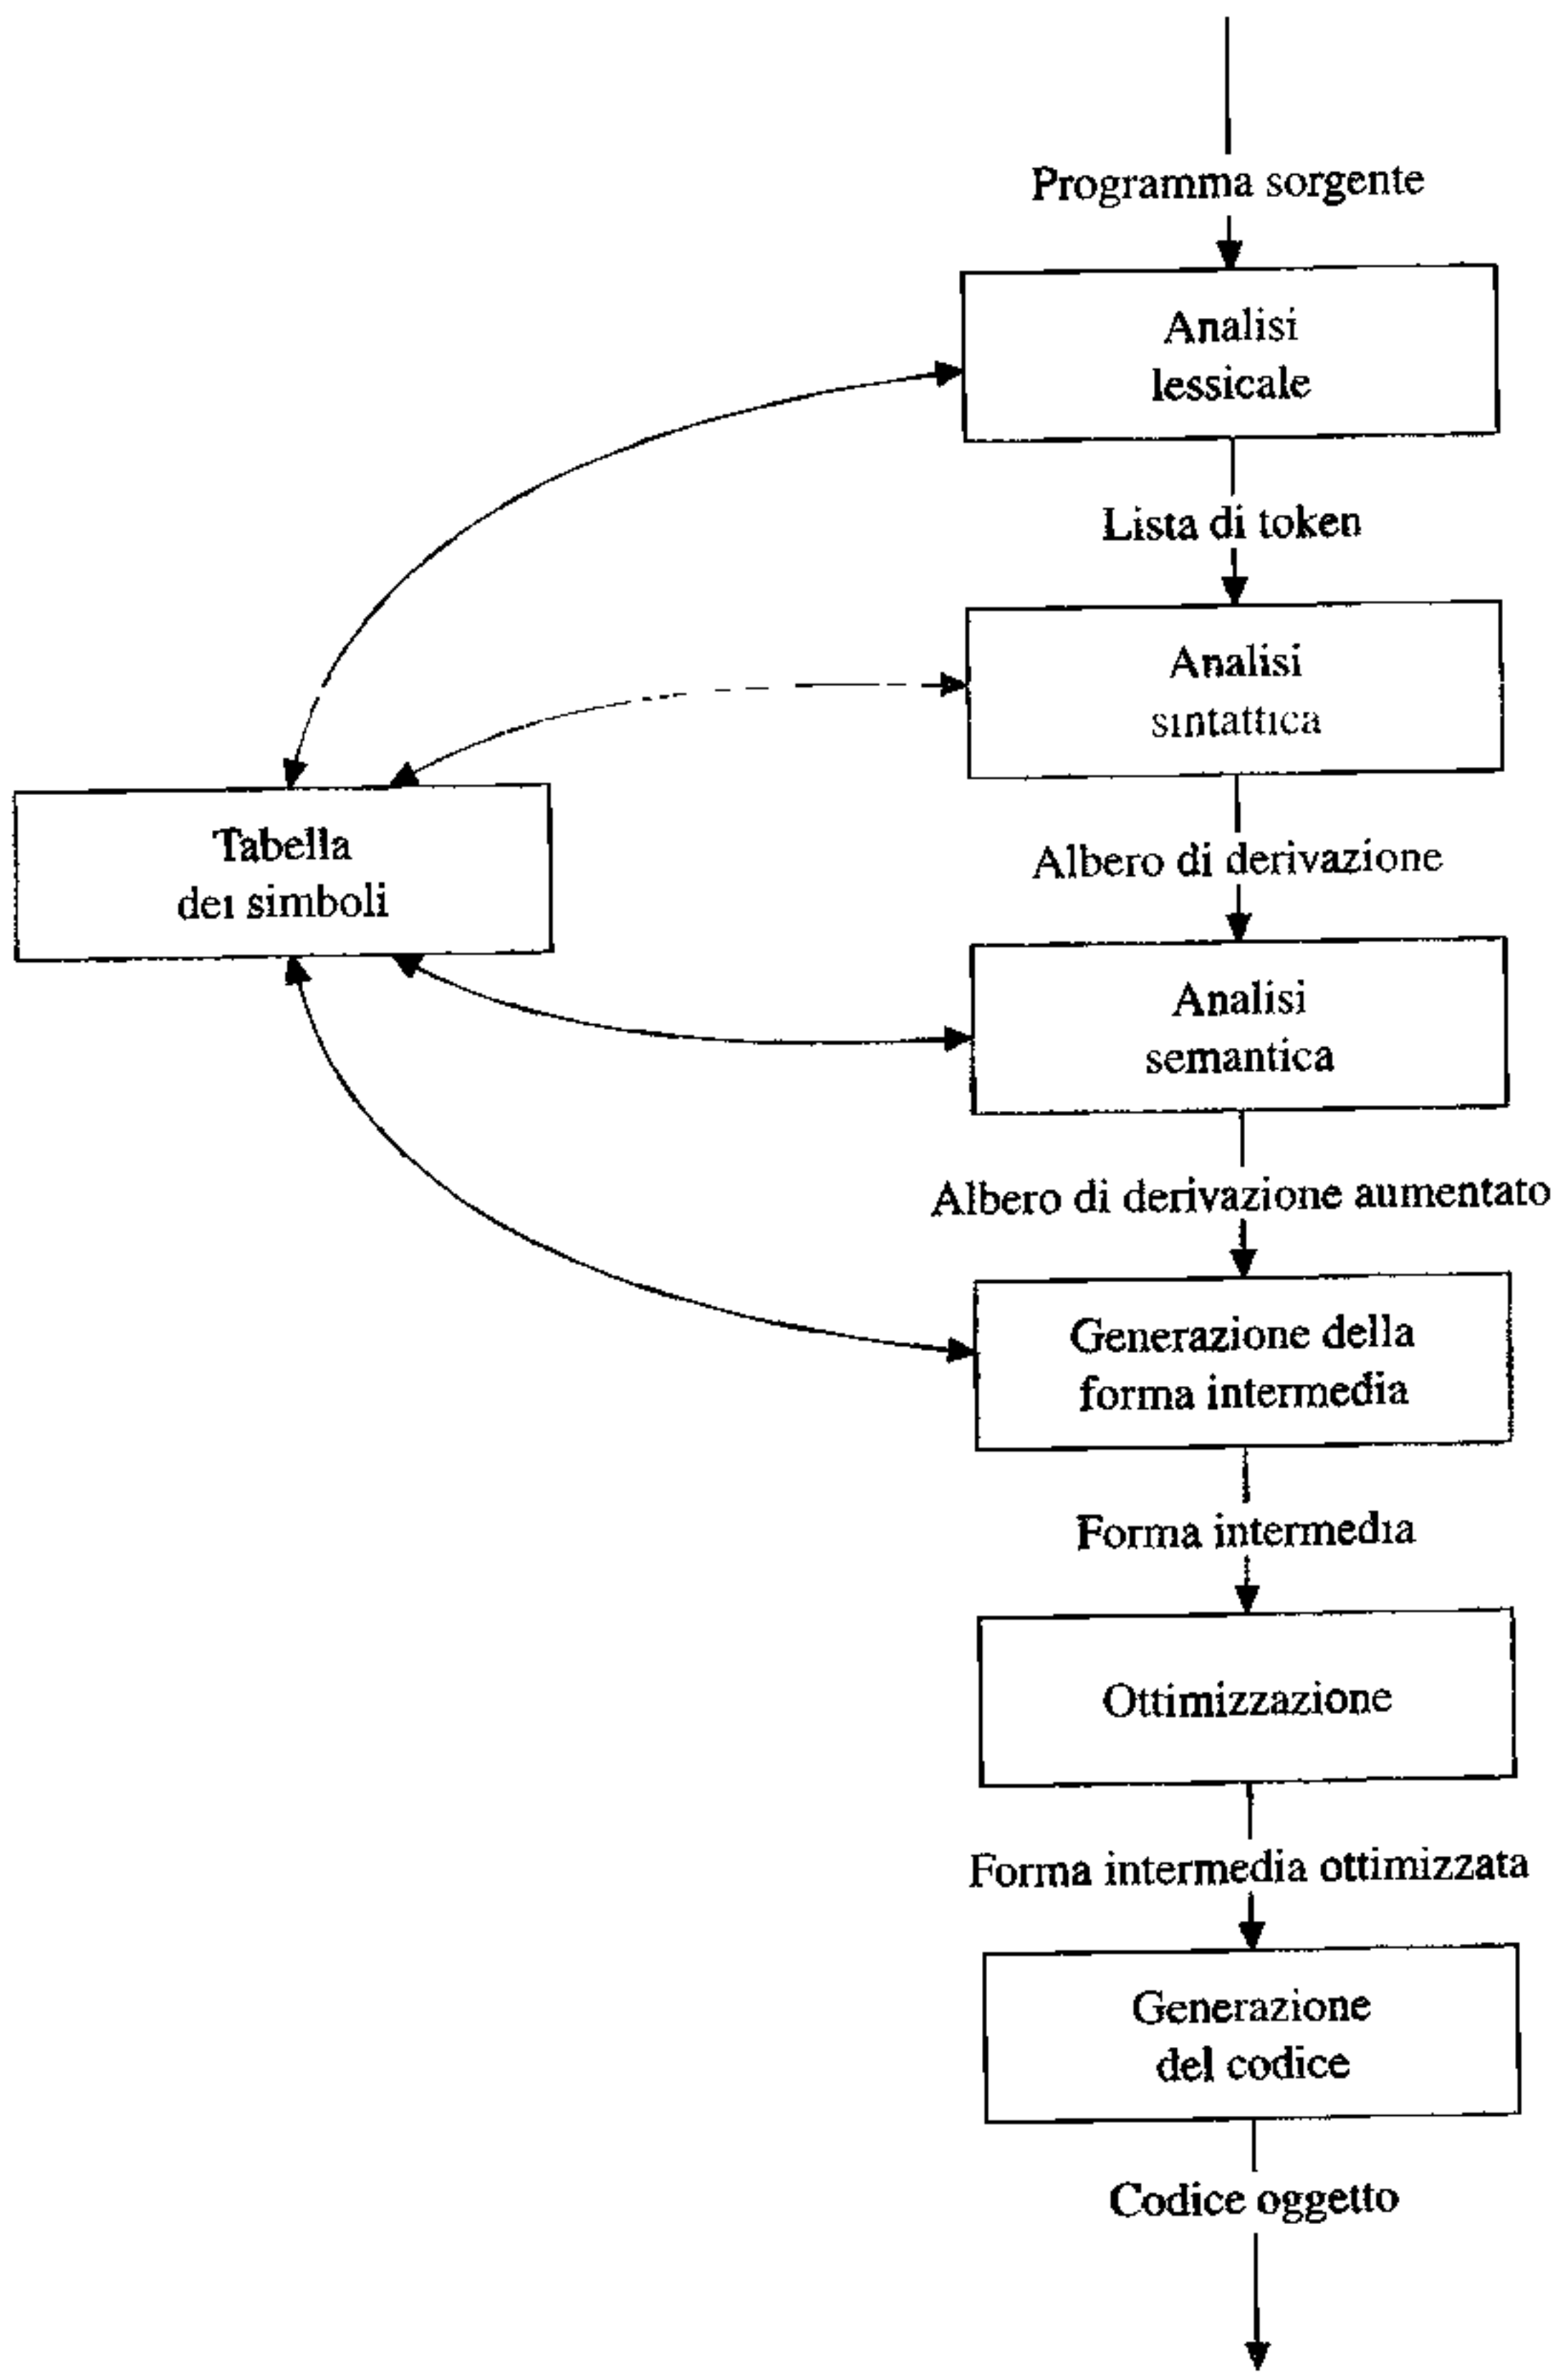 Programma sorgente
Analisi
lessicale
Lista di token
Analisi
sintattica
Tabella
dei simboli
Albero di derivazione
Analisi
semantica
Albero di derivazione aumentato
Generazione della
forma intermedia
Forma intermedia
Ottimizzazione
Forma intermedia ottimizzata
Generazione
del codice
Codice oggetto